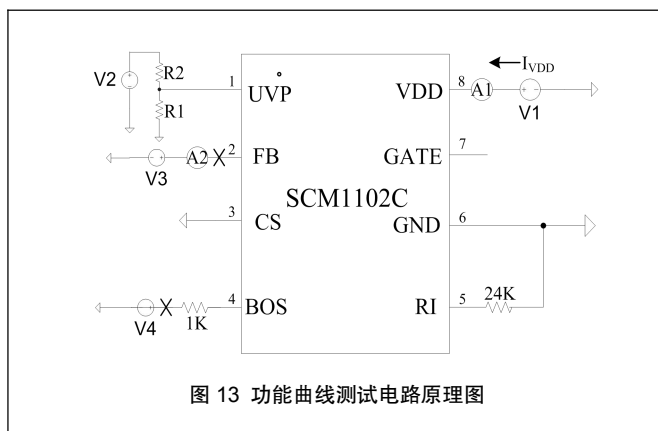 V2
R2
R1
1
UVP
VDD
8
A1
I_VDD
V1
A2
2
FB
V3
GATE
7
SCM1102C
3
CS
GND
6
V4
1K
4
BOS
RI
5
24K
图 13 功能曲线测试电路原理图